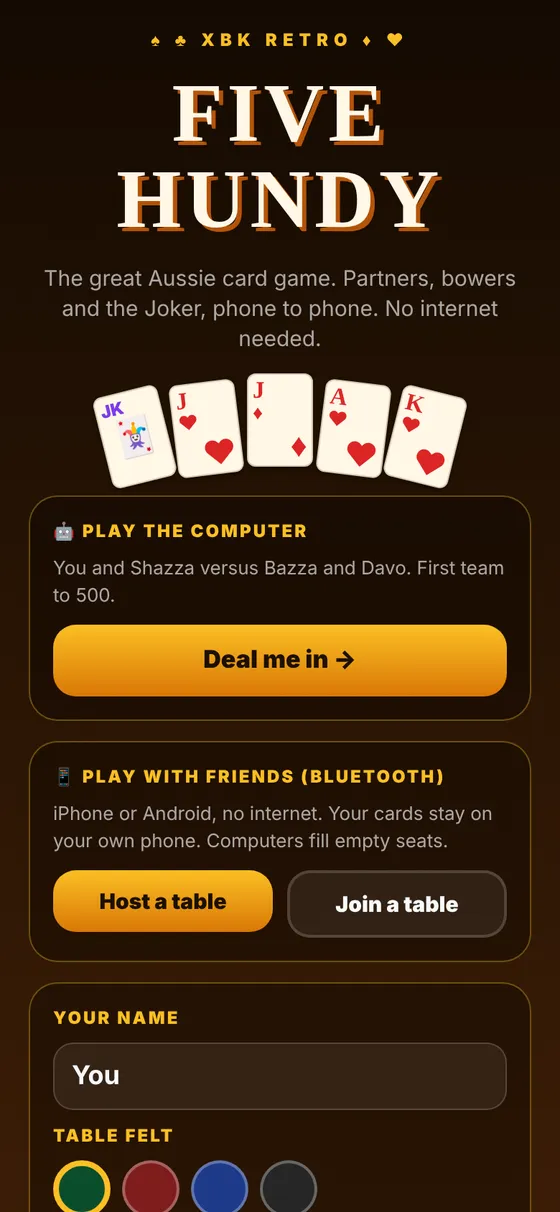 ♠ ♣ XBK RETRO ♦ ♥
FIVE
HUNDY
The great Aussie card game. Partners, bowers
and the Joker, phone to phone. No internet
needed.
JK
J
J
A
K
🤖 PLAY THE COMPUTER
You and Shazza versus Bazza and Davo. First team
to 500.
Deal me in →
📱 PLAY WITH FRIENDS (BLUETOOTH)
iPhone or Android, no internet. Your cards stay on
your own phone. Computers fill empty seats.
Host a table
Join a table
YOUR NAME
You
TABLE FELT